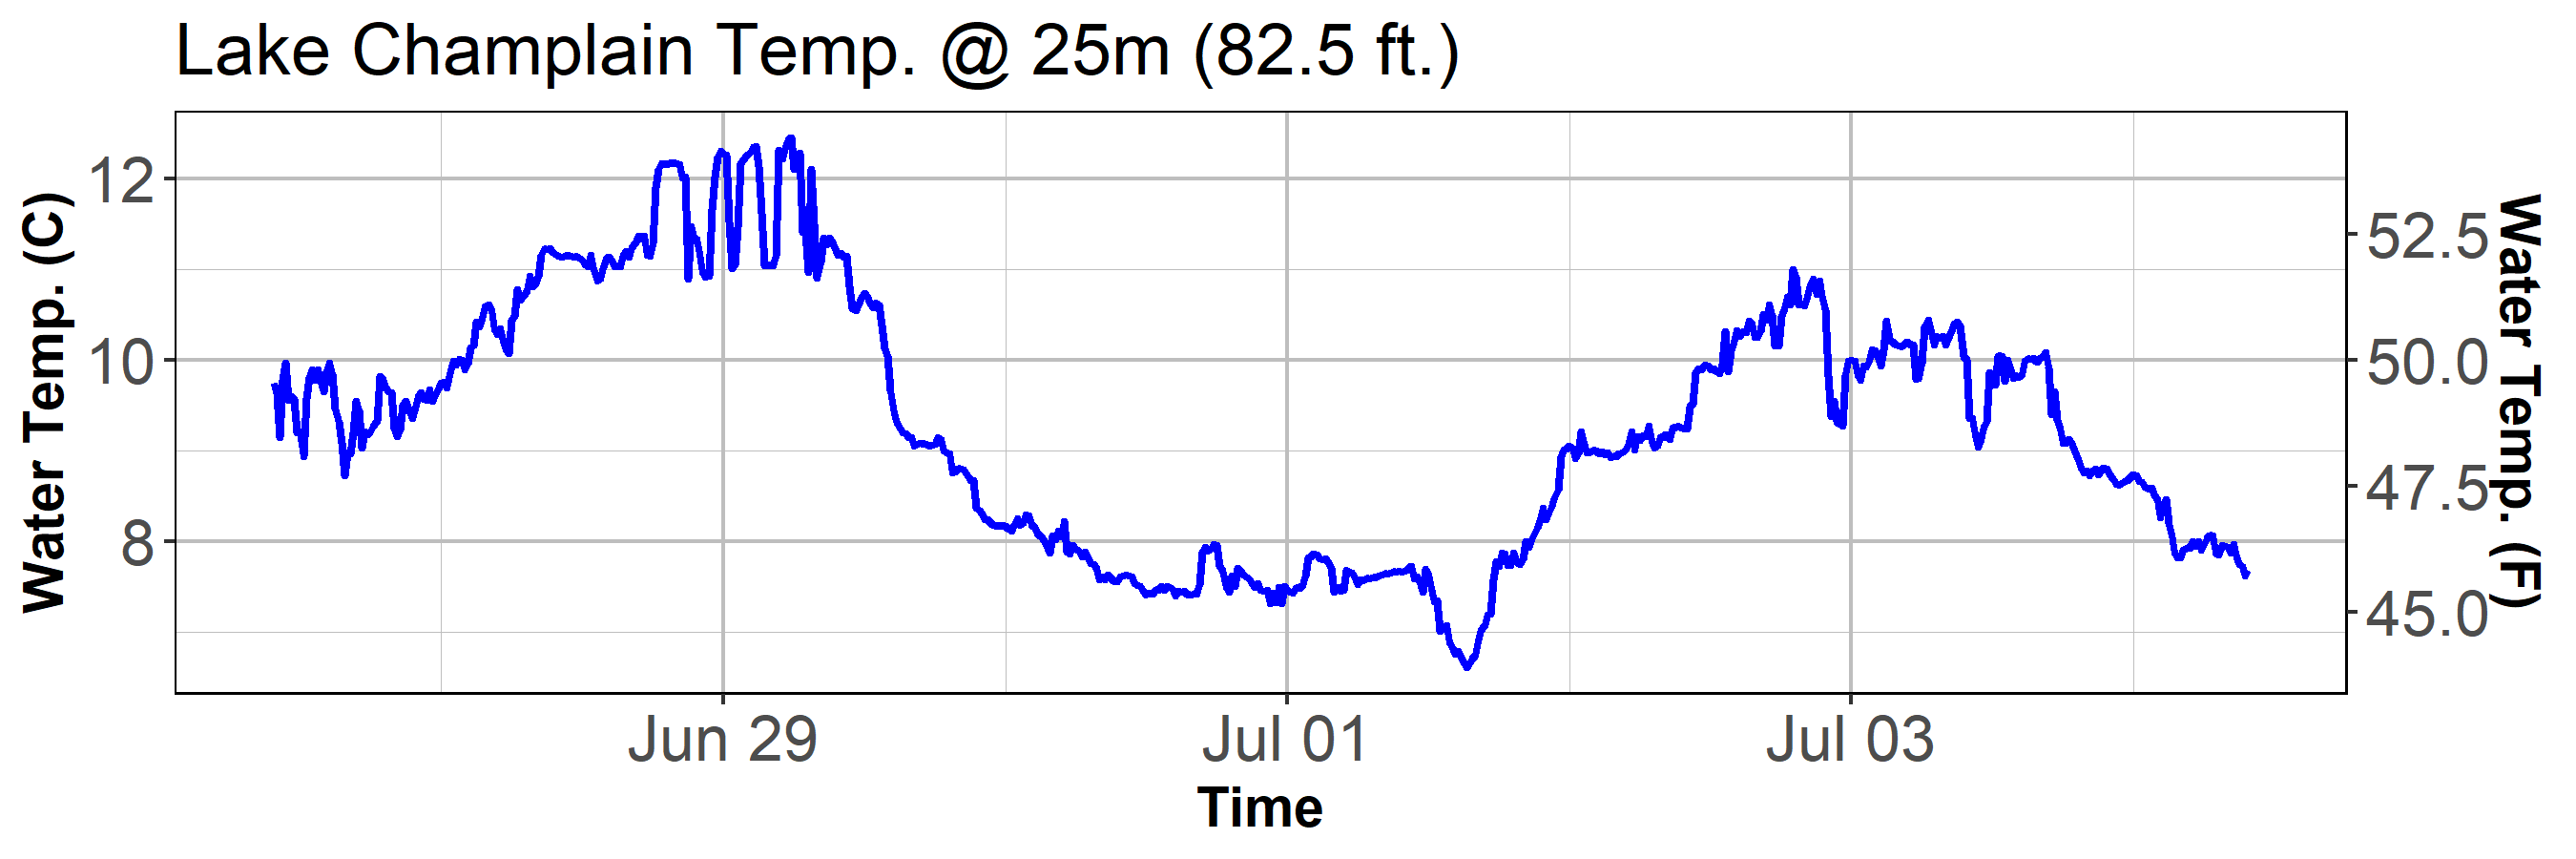 Lake Champlain Temp. @ 25m (82.5 ft.)
Water Temp. (C)
12
10
8
52.5
50.0
47.5
45.0
Water Temp. (F)
Jun 29 Jul 01 Jul 03
Time